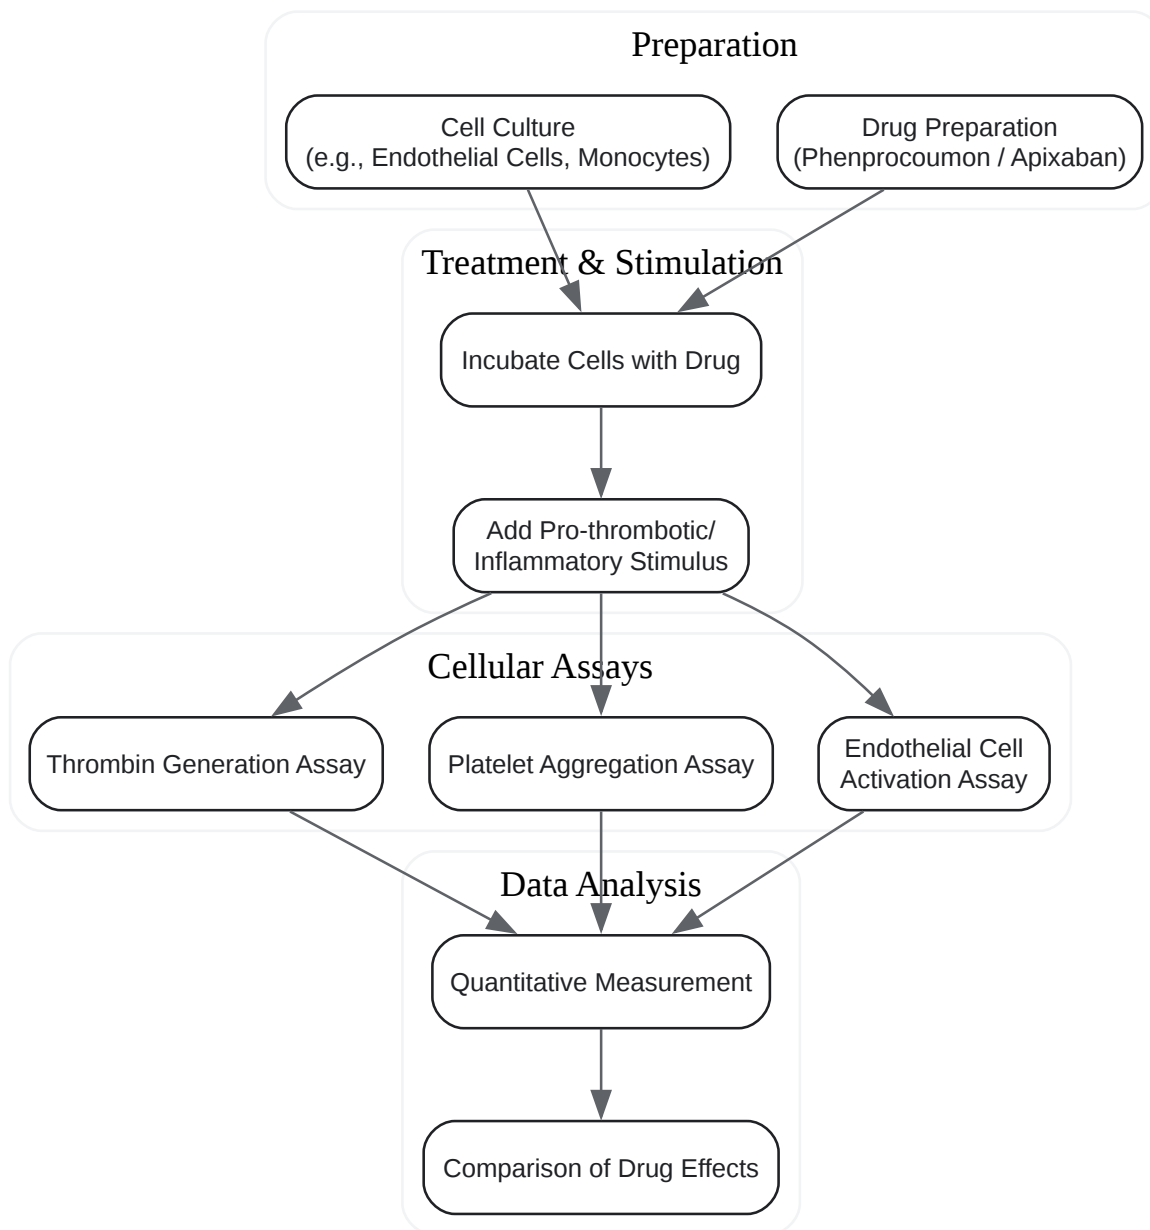 Preparation
Cell Culture
(e.g., Endothelial Cells, Monocytes)
Drug Preparation
(Phenprocoumon / Apixaban)
Treatment & Stimulation
Incubate Cells with Drug
Add Pro-thrombotic/
Inflammatory Stimulus
Cellular Assays
Thrombin Generation Assay
Platelet Aggregation Assay
Endothelial Cell
Activation Assay
Data Analysis
Quantitative Measurement
Comparison of Drug Effects